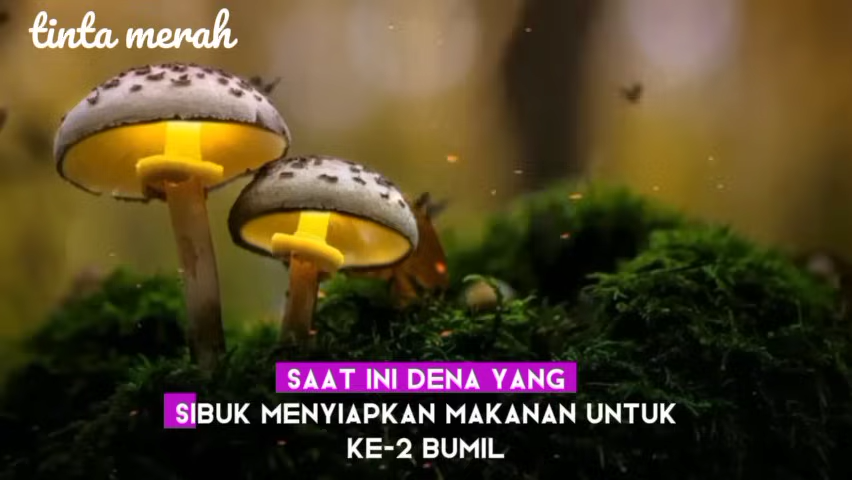 tinta merah
SAAT INI DENA YANG
SIBUK MENYIAPKAN MAKANAN UNTUK
KE-2 BUMIL